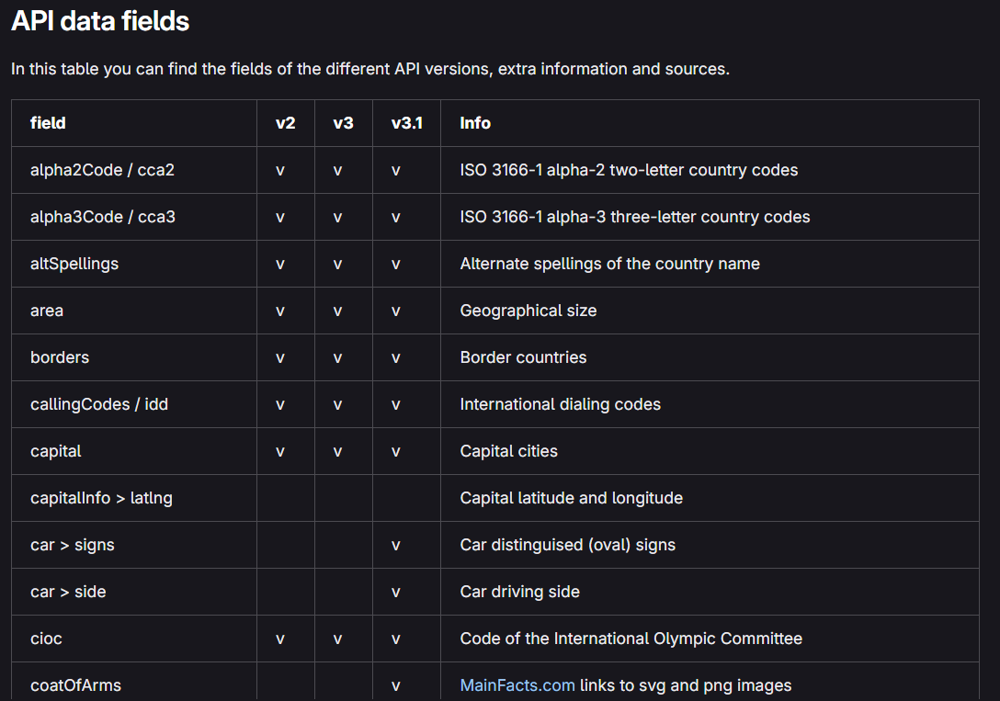 API data fields
In this table you can find the fields of the different API versions, extra information and sources.
field v2 v3 v3.1 Info
alpha2Code / cca2 v v v ISO 3166-1 alpha-2 two-letter country codes
alpha3Code / cca3 v v v ISO 3166-1 alpha-3 three-letter country codes
altSpellings v v v Alternate spellings of the country name
area v v v Geographical size
borders v v v Border countries
callingCodes / idd v v v International dialing codes
capital v v v Capital cities
capitalInfo > latlng Capital latitude and longitude
car > signs v Car distinguised (oval) signs
car > side v Car driving side
cioc v v v Code of the International Olympic Committee
coatOfArms v MainFacts.com links to svg and png images